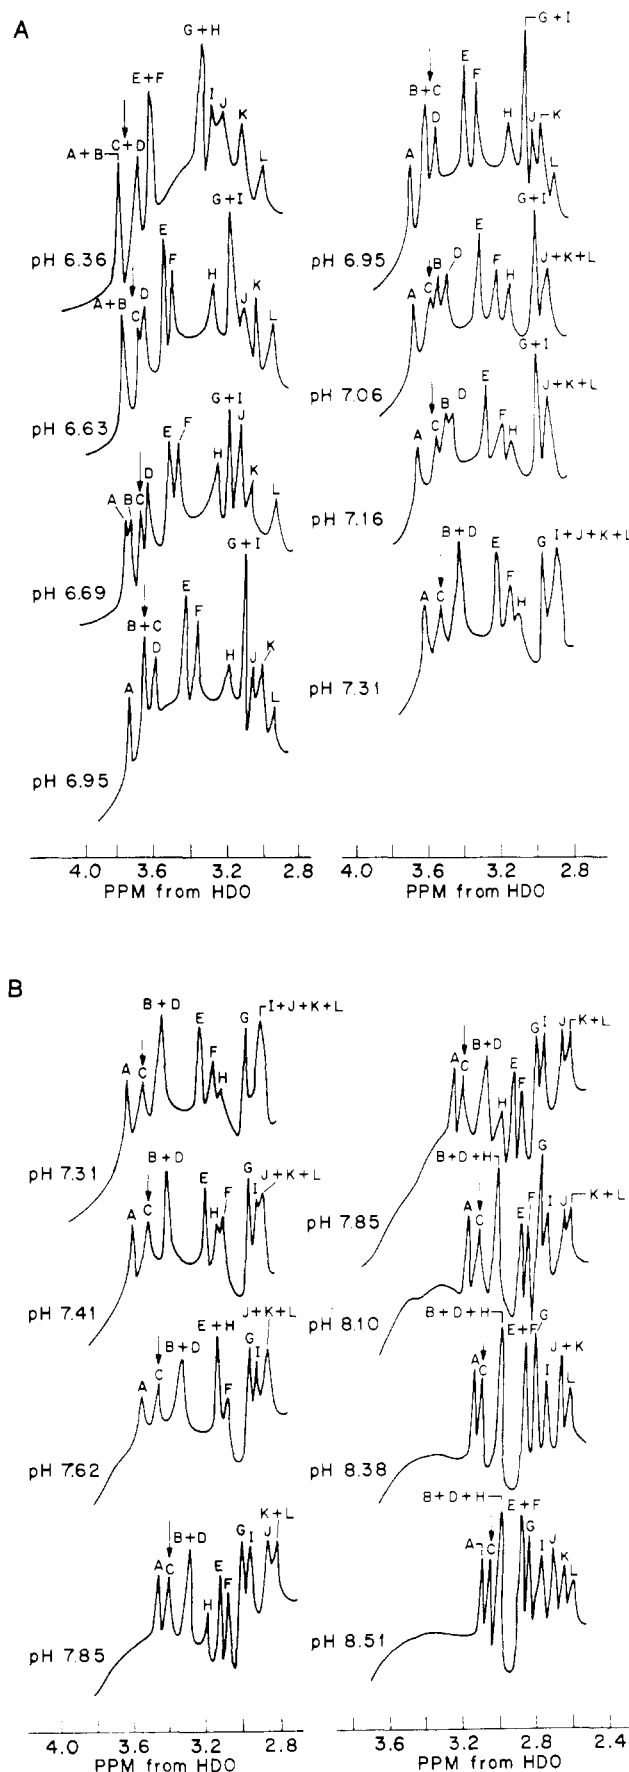 A
G+H
E+F
I
J
K
L
A+B
C+D
pH 6.36
G+I
E
F
H
J
K
L
A+B
C
D
pH 6.63
G+I
E
F
H
J
K
L
A
B
C
D
pH 6.69
G+I
E
F
H
J
K
L
B+C
D
A
pH 6.95
4.0 3.6 3.2 2.8
PPM from HDO
G+I
E
F
B+C
D
A
H
J
K
L
pH 6.95
G+I
E
F
H
J+K+L
A
C
B
D
pH 7.06
G+I
E
F
H
J+K+L
A
C
B
D
pH 7.16
B+D
E
F
H
G
I+J+K+L
A
C
pH 7.31
4.0 3.6 3.2 2.8
PPM from HDO
B
B+D
I+J+K+L
E
G
A
C
F
H
pH 7.31
B+D
E
G
J+K+L
A
C
H
F
I
pH 7.41
J+K+L
E+H
G
B+D
I
C
A
F
pH 7.62
K+L
B+D
G
I
J
A
C
E
F
H
pH 7.85
4.0 3.6 3.2 2.8
PPM from HDO
G
I
J
K+L
B+D
A
C
E
F
H
pH 7.85
B+D+H
G
F
I
J
K+L
A
C
E
pH 8.10
B+D+H
E+F
G
J+K
A
C
I
L
pH 8.38
B+D+H
E+F
G
A
C
I
J
K
L
pH 8.51
3.6 3.2 2.8 2.4
PPM from HDO